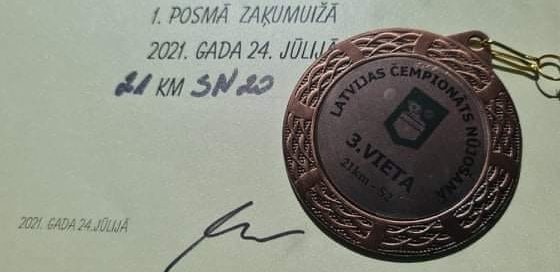 1. POSMĀ ZAĶUMUIŽĀ
2021. GADA 24. JŪLIJĀ
21 KM SN20
LATVIJAS ČEMPIONĀTS NŪJOŠANĀ
3.VIETA
21km - S2
2021. GADA 24.JŪLIJĀ